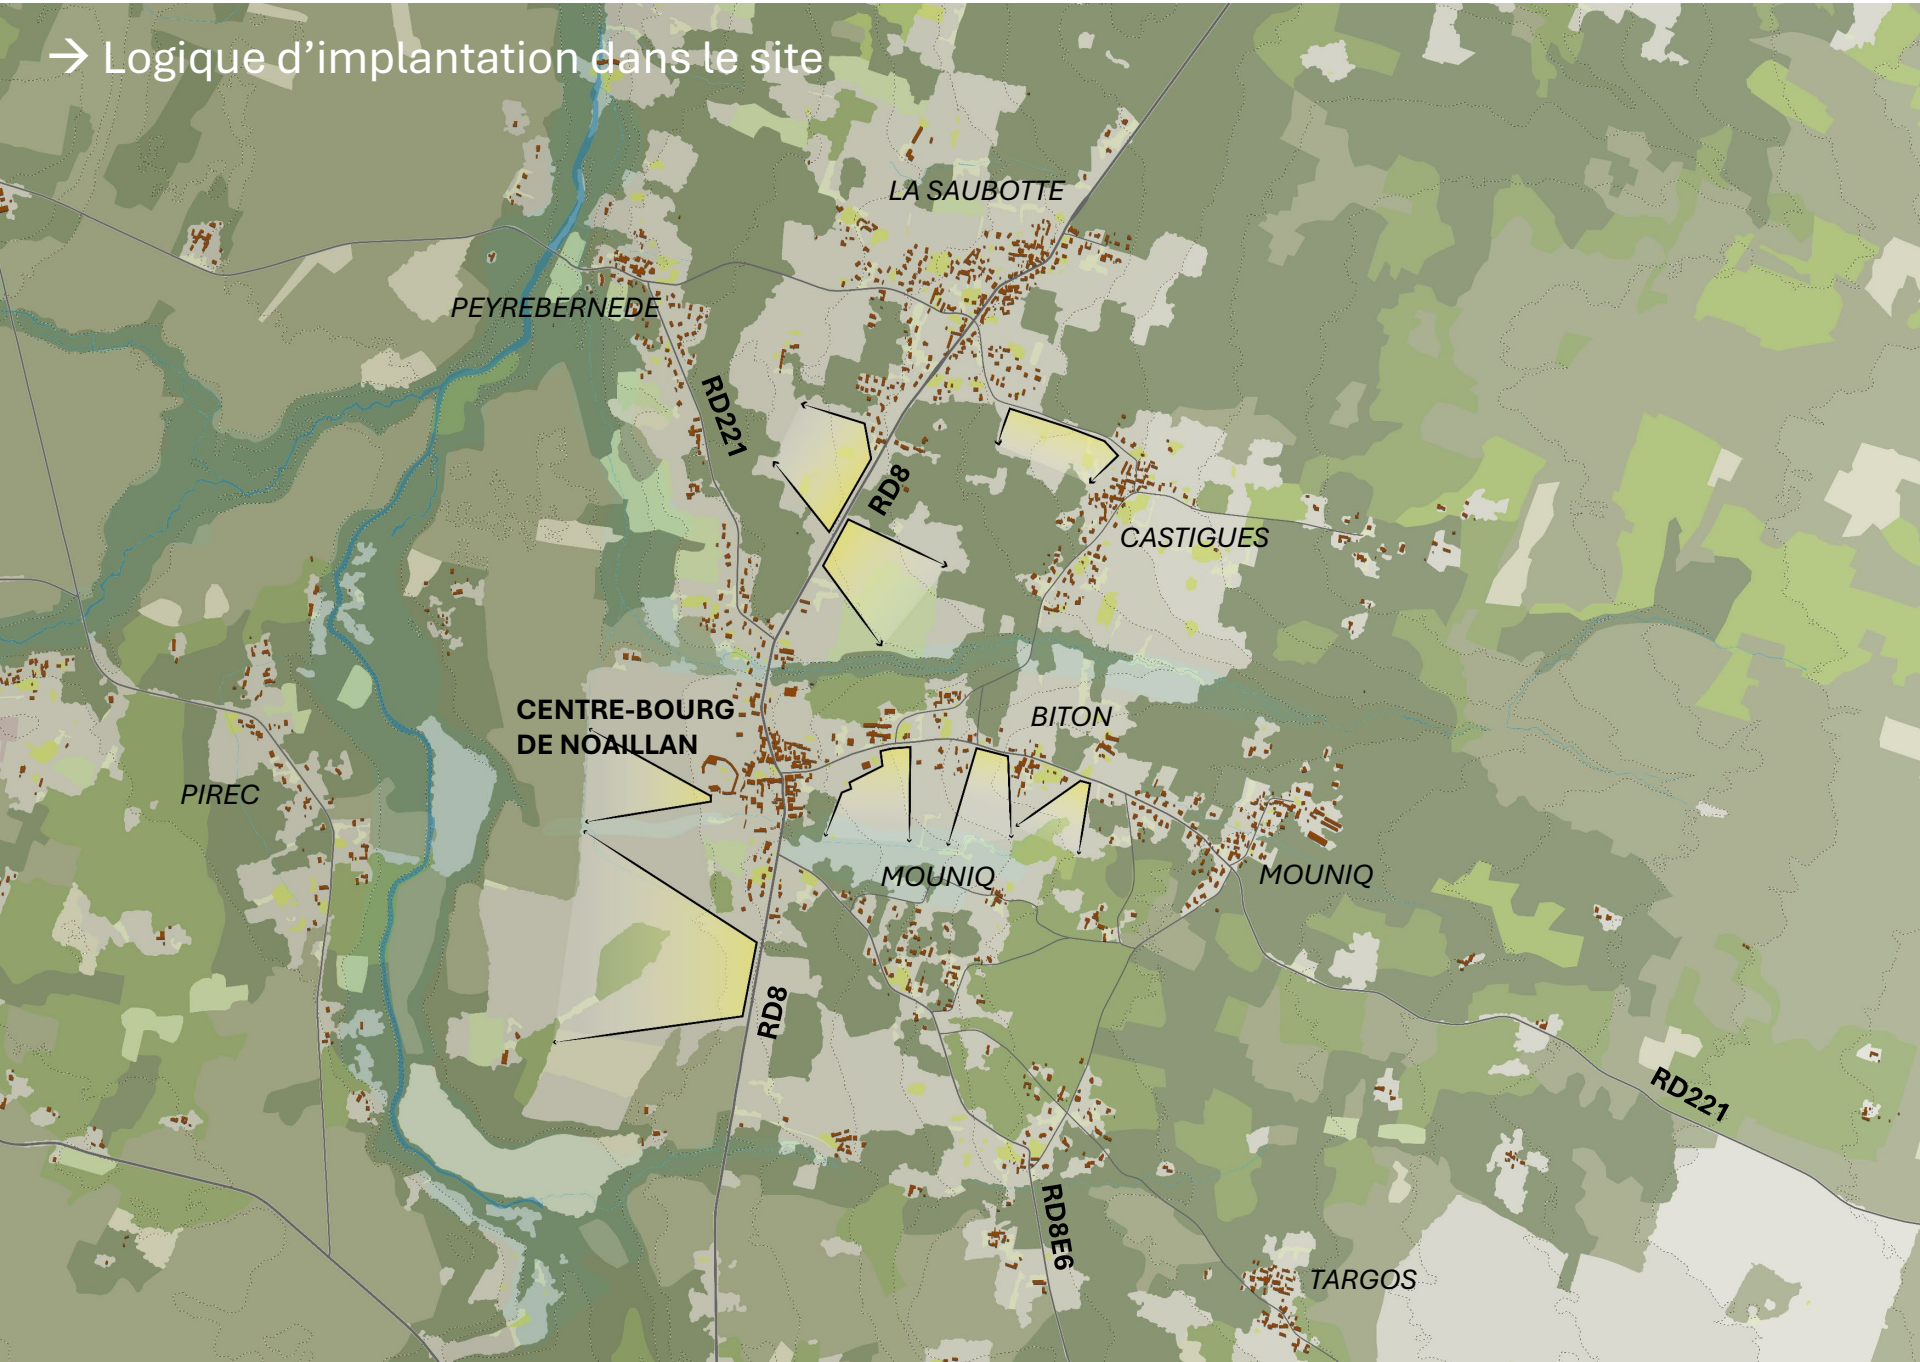 → Logique d’implantation dans le site
LA SAUBOTTE
PEYREBERNEDE
RD221
RD8
CASTIGUES
CENTRE-BOURG
DE NOAILLAN
BITON
PIREC
MOUNIQ
MOUNIQ
RD8
RD221
RD8E6
TARGOS